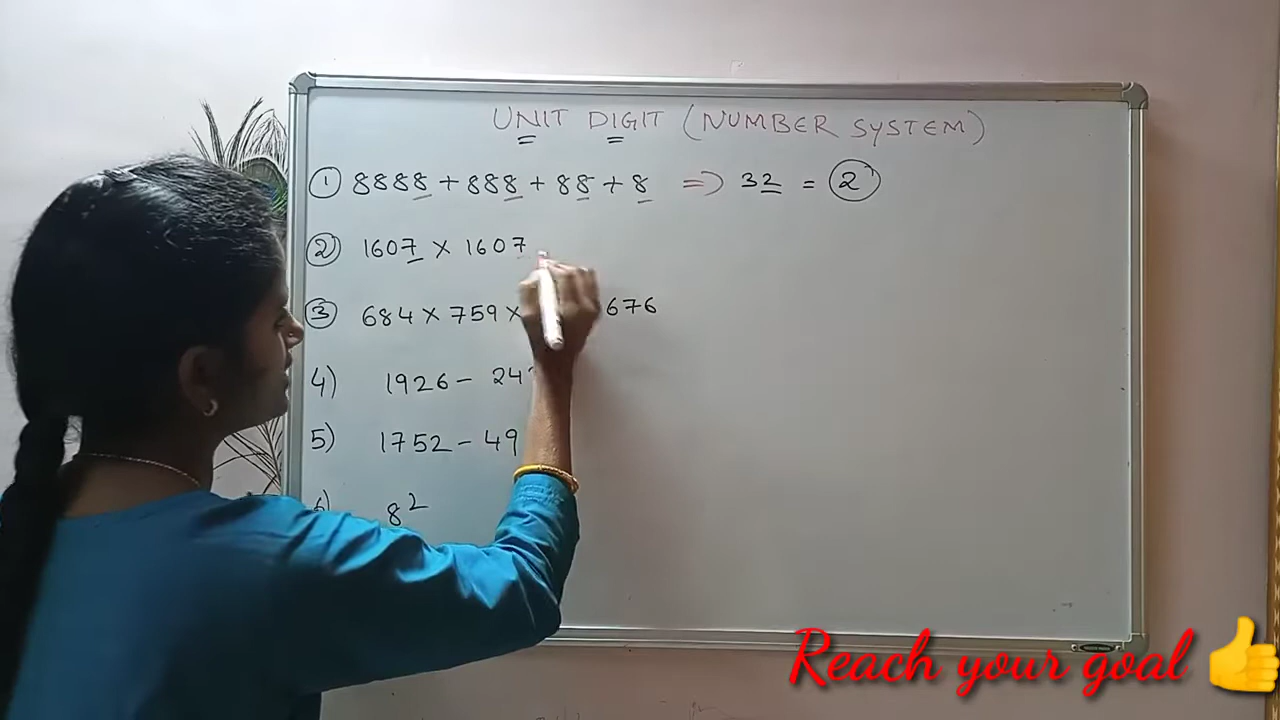 UNIT DIGIT (NUMBER SYSTEM)
① 8888 + 888 + 88 + 8 => 32 = ②
② 1607 × 1607
③ 684 × 759 × 676
4) 1926 - 24
5) 1752 - 49
6) 8²
Reach your goal 👍